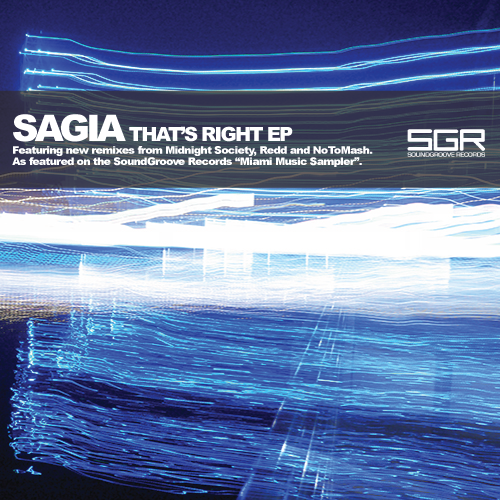 SAGIA THAT'S RIGHT EP
Featuring new remixes from Midnight Society, Redd and NoToMash.
As featured on the SoundGroove Records “Miami Music Sampler”.
SGR
SOUNDGROOVE RECORDS